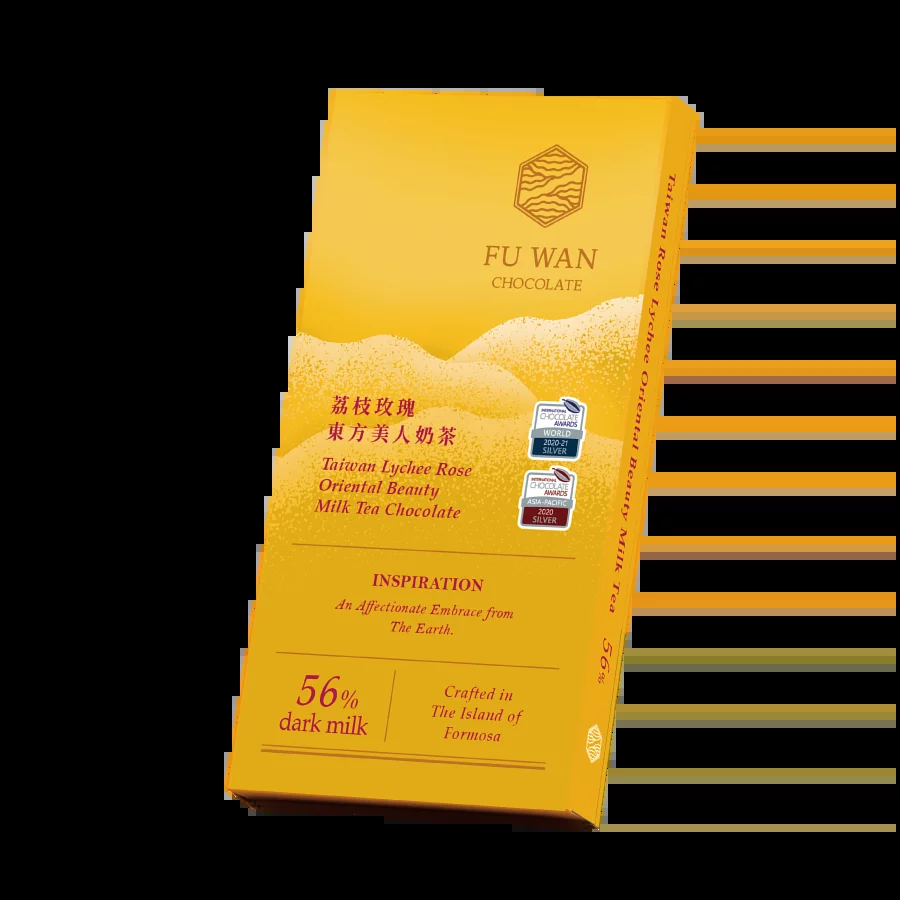 FU WAN
CHOCOLATE
荔枝玫瑰
東方美人奶茶
Taiwan Lychee Rose
Oriental Beauty
Milk Tea Chocolate
INTERNATIONAL
CHOCOLATE
AWARDS
WORLD
2020-21
SILVER
INTERNATIONAL
CHOCOLATE
AWARDS
ASIA-PACIFIC
2020
SILVER
INSPIRATION
An Affectionate Embrace from
The Earth.
56%
dark milk
Crafted in
The Island of
Formosa
Taiwan Rose Lychee Oriental Beauty Milk Tea 56%